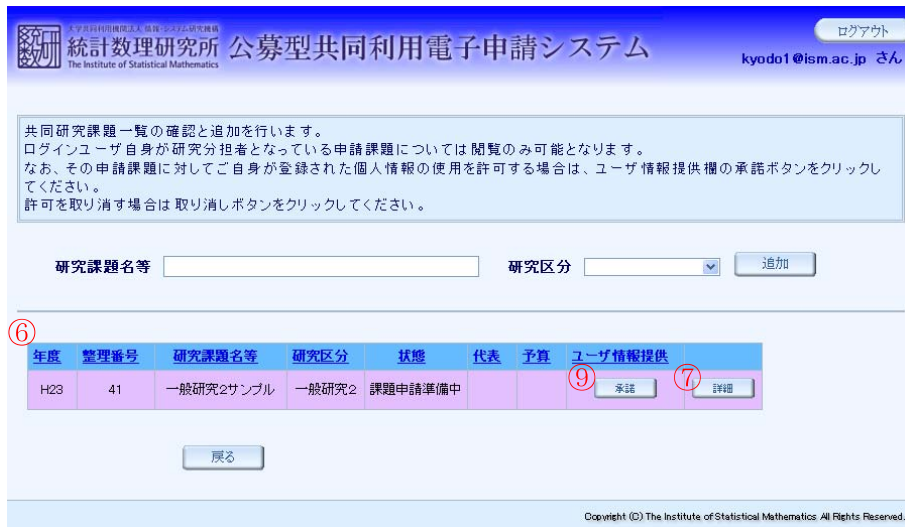 大学共同利用機関法人 情報・システム研究機構
統計数理研究所 公募型共同利用電子申請システム
The Institute of Statistical Mathematics
ログアウト
kyodo1@ism.ac.jp さん
共同研究課題一覧の確認と追加を行います。
ログインユーザ自身が研究分担者となっている申請課題については閲覧のみ可能となります。
なお、その申請課題に対してご自身が登録された個人情報の使用を許可する場合は、ユーザ情報提供欄の承諾ボタンをクリックし
てください。
許可を取り消す場合は取り消しボタンをクリックしてください。
研究課題名等 研究区分 追加
⑥
年度 整理番号 研究課題名等 研究区分 状態 代表 予算 ユーザ情報提供
H23 41 一般研究2サンプル 一般研究2 課題申請準備中 ⑨ 承諾 ⑦ 詳細
戻る
Copyright (C) The Institute of Statistical Mathematics All Rights Reserved.